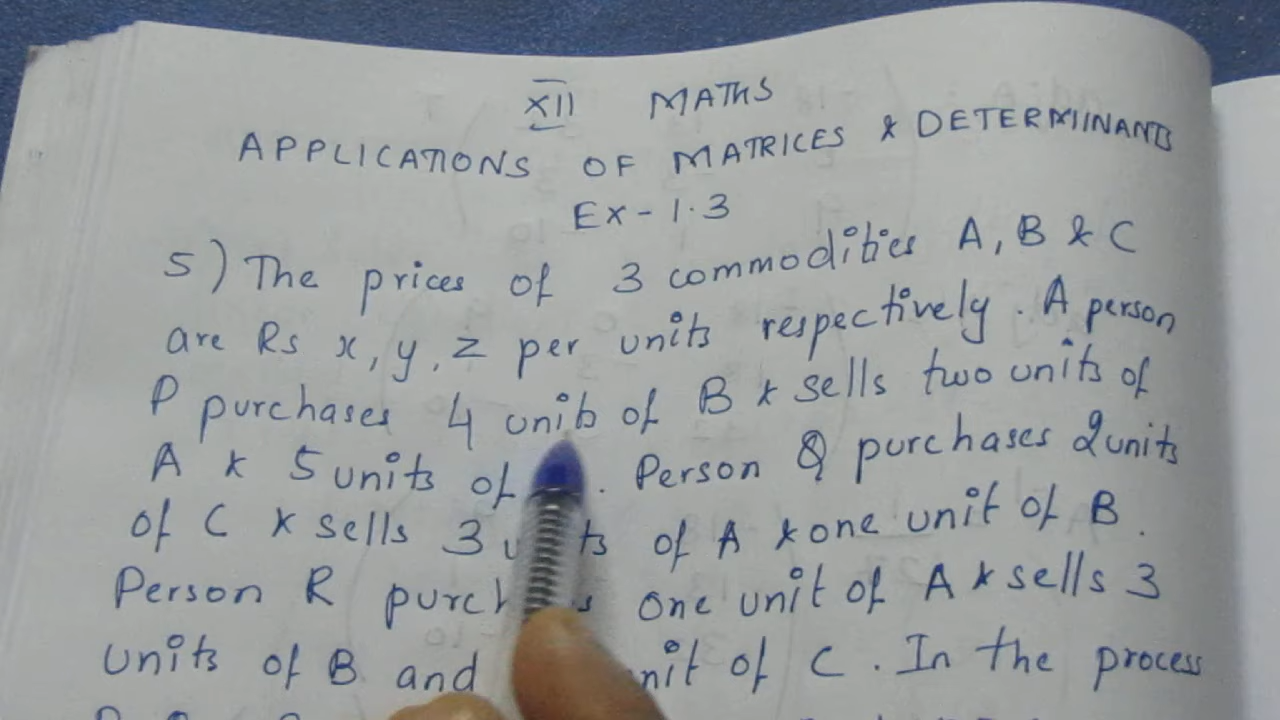 XII MATHS
APPLICATIONS OF MATRICES & DETERMIINANTS
Ex - 1.3
5) The prices of 3 commodities A, B & C
are Rs x, y, z per units respectively. A person
P purchases 4 units of B & sells two units of
A & 5 units of . Person Q purchases 2 units
of C & sells 3 of A & one unit of B.
Person R one unit of A & sells 3
units of B and of C. In the process